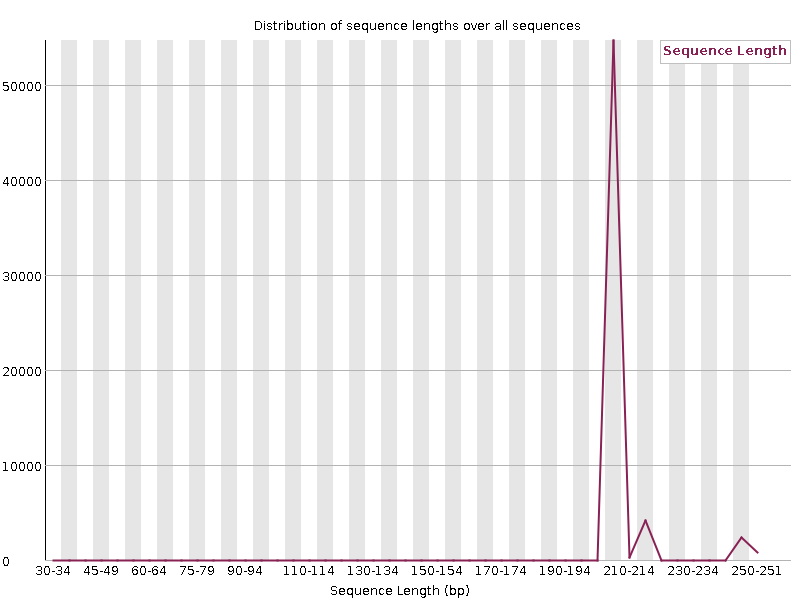 Distribution of sequence lengths over all sequences
Sequence Length
50000
40000
30000
20000
10000
0
30-34 45-49 60-64 75-79 90-94 110-114 130-134 150-154 170-174 190-194 210-214 230-234 250-251
Sequence Length (bp)